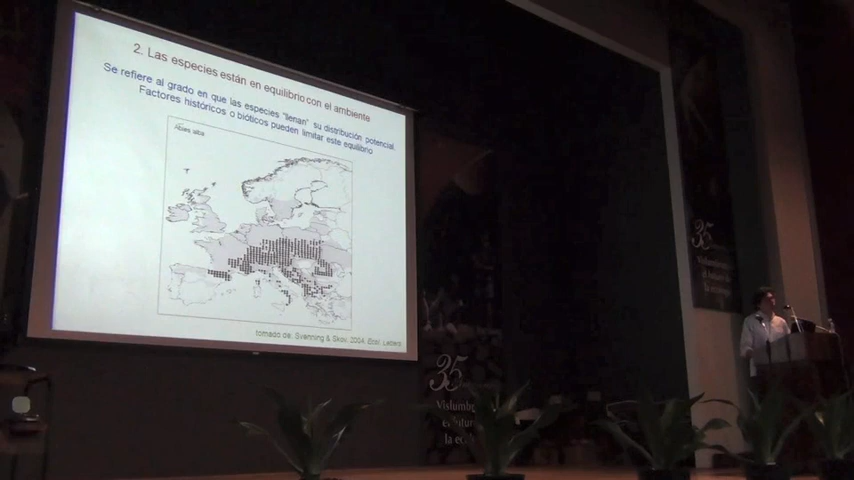 2. Las especies están en equilibrio con el ambiente
Se refiere al grado en que las especies "llenan" su distribución potencial.
Factores históricos o bióticos pueden limitar este equilibrio
Abies alba
tomado de: Svenning & Skov. 2004. Ecol. Letters
35
35